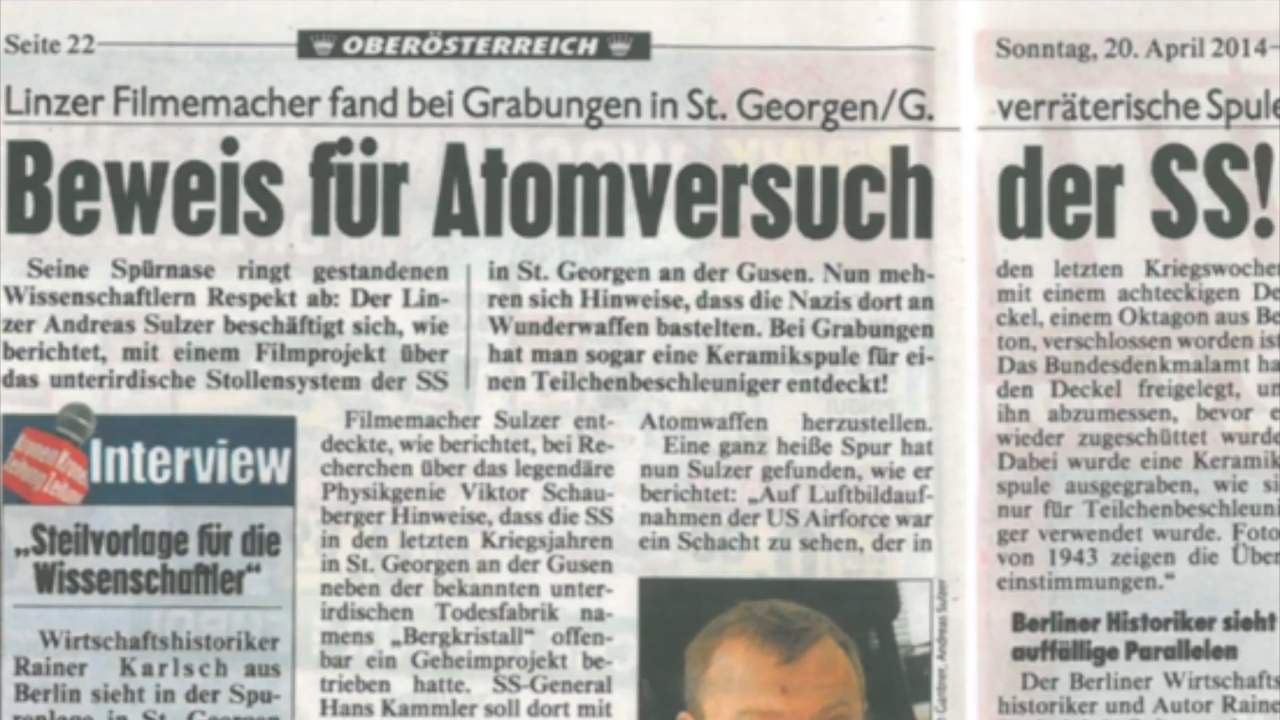 Seite 22
OBERÖSTERREICH
Sonntag, 20. April 2014-
Linzer Filmemacher fand bei Grabungen in St. Georgen/G.
verräterische Spule
Beweis für Atomversuch
der SS!
Seine Spürnase ringt gestandenen
Wissenschaftlern Respekt ab: Der Lin-
zer Andreas Sulzer beschäftigt sich, wie
berichtet, mit einem Filmprojekt über
das unterirdische Stollensystem der SS
in St. Georgen an der Gusen. Nun meh-
ren sich Hinweise, dass die Nazis dort an
Wunderwaffen bastelten. Bei Grabungen
hat man sogar eine Keramikspule für ei-
nen Teilchenbeschleuniger entdeckt!
Interview
„Steilvorlage für die
Wissenschaftler“
Wirtschaftshistoriker
Rainer Karlsch aus
Berlin sieht in der Spu-
renlage in St. Georgen
Filmemacher Sulzer ent-
deckte, wie berichtet, bei Re-
cherchen über das legendäre
Physikgenie Viktor Schau-
berger Hinweise, dass die SS
in den letzten Kriegsjahren
in St. Georgen an der Gusen
neben der bekannten unter-
irdischen Todesfabrik na-
mens „Bergkristall“ offen-
bar ein Geheimprojekt be-
trieben hatte. SS-General
Hans Kammler soll dort mit
Atomwaffen herzustellen.
Eine ganz heiße Spur hat
nun Sulzer gefunden, wie er
berichtet: „Auf Luftbildauf-
nahmen der US Airforce war
ein Schacht zu sehen, der in
Gantner, Andreas Sulzer
den letzten Kriegswochen
mit einem achteckigen De
ckel, einem Oktagon aus Be
ton, verschlossen worden ist
Das Bundesdenkmalamt ha
den Deckel freigelegt, un
ihn abzumessen, bevor e
wieder zugeschüttet wurde
Dabei wurde eine Keramik
spule ausgegraben, wie si
nur für Teilchenbeschleuni
ger verwendet wurde. Foto
von 1943 zeigen die Über
einstimmungen.“
Berliner Historiker sieht
auffällige Parallelen
Der Berliner Wirtschafts
historiker und Autor Raine